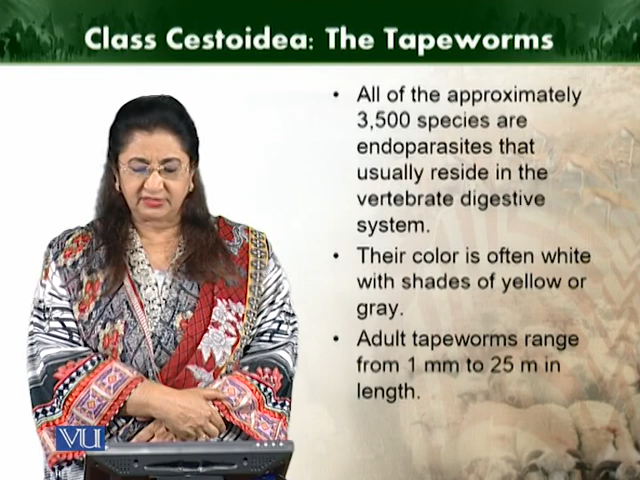 Class Cestoidea: The Tapeworms
• All of the approximately
3,500 species are
endoparasites that
usually reside in the
vertebrate digestive
system.
• Their color is often white
with shades of yellow or
gray.
• Adult tapeworms range
from 1 mm to 25 m in
length.
VU